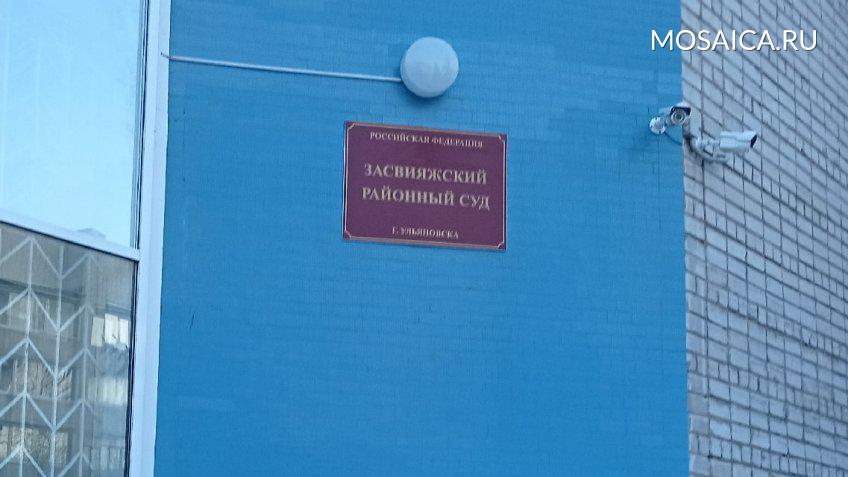 MOSAICA.RU
РОССИЙСКАЯ ФЕДЕРАЦИЯ
ЗАСВИЯЖСКИЙ
РАЙОННЫЙ СУД
Г. УЛЬЯНОВСКА